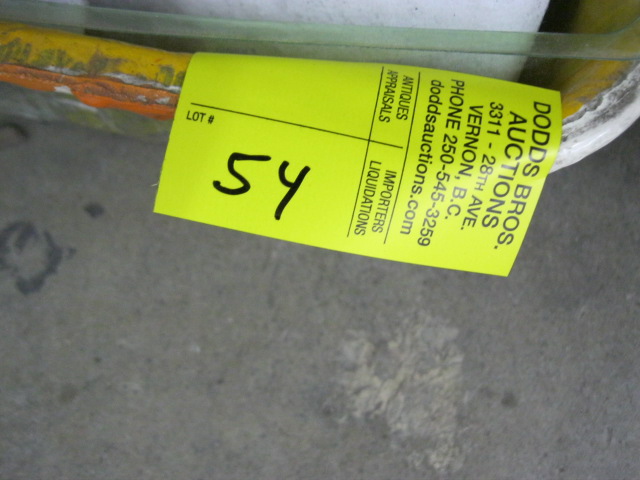 DODDS BROS.
AUCTIONS
3311 - 28TH AVE.
VERNON, B.C.
PHONE 250-545-3259
doddsauctions.com
ANTIQUES IMPORTERS
APPRAISALS LIQUIDATIONS
LOT #
54